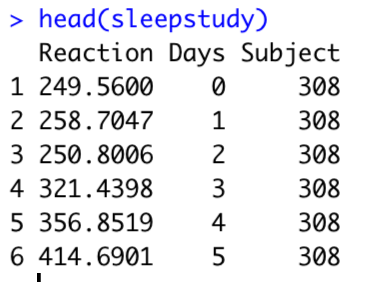 > head(sleepstudy)
Reaction Days Subject
1 249.5600 0 308
2 258.7047 1 308
3 250.8006 2 308
4 321.4398 3 308
5 356.8519 4 308
6 414.6901 5 308